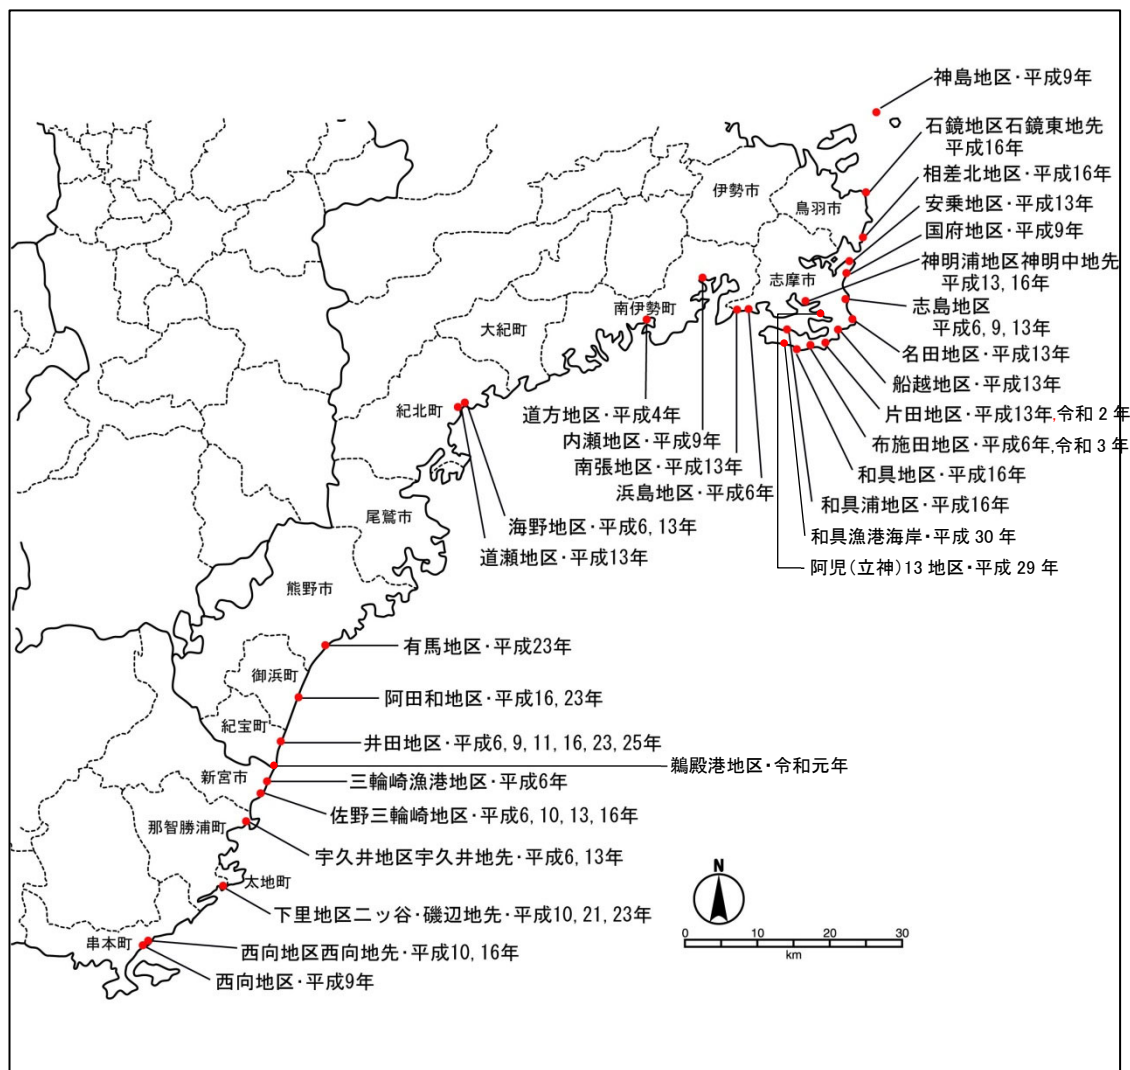 神島地区・平成9年
石鏡地区石鏡東地先
平成16年
相差北地区・平成16年
安乗地区・平成13年
国府地区・平成9年
神明浦地区神明中地先
平成13, 16年
志島地区
平成6, 9, 13年
名田地区・平成13年
船越地区・平成13年
片田地区・平成13年,令和2年
布施田地区・平成6年,令和3年
和具地区・平成16年
和具浦地区・平成16年
和具漁港海岸・平成30年
阿児(立神)13地区・平成29年
伊勢市
鳥羽市
志摩市
南伊勢町
大紀町
紀北町
道方地区・平成4年
内瀬地区・平成9年
南張地区・平成13年
浜島地区・平成6年
海野地区・平成6, 13年
道瀬地区・平成13年
尾鷲市
熊野市
有馬地区・平成23年
御浜町
阿田和地区・平成16, 23年
紀宝町
井田地区・平成6, 9, 11, 16, 23, 25年
鵜殿港地区・令和元年
新宮市
三輪崎漁港地区・平成6年
佐野三輪崎地区・平成6, 10, 13, 16年
那智勝浦町
宇久井地区宇久井地先・平成6, 13年
太地町
下里地区二ッ谷・磯辺地先・平成10, 21, 23年
串本町
西向地区西向地先・平成10, 16年
西向地区・平成9年
N
0 10 20 30
km